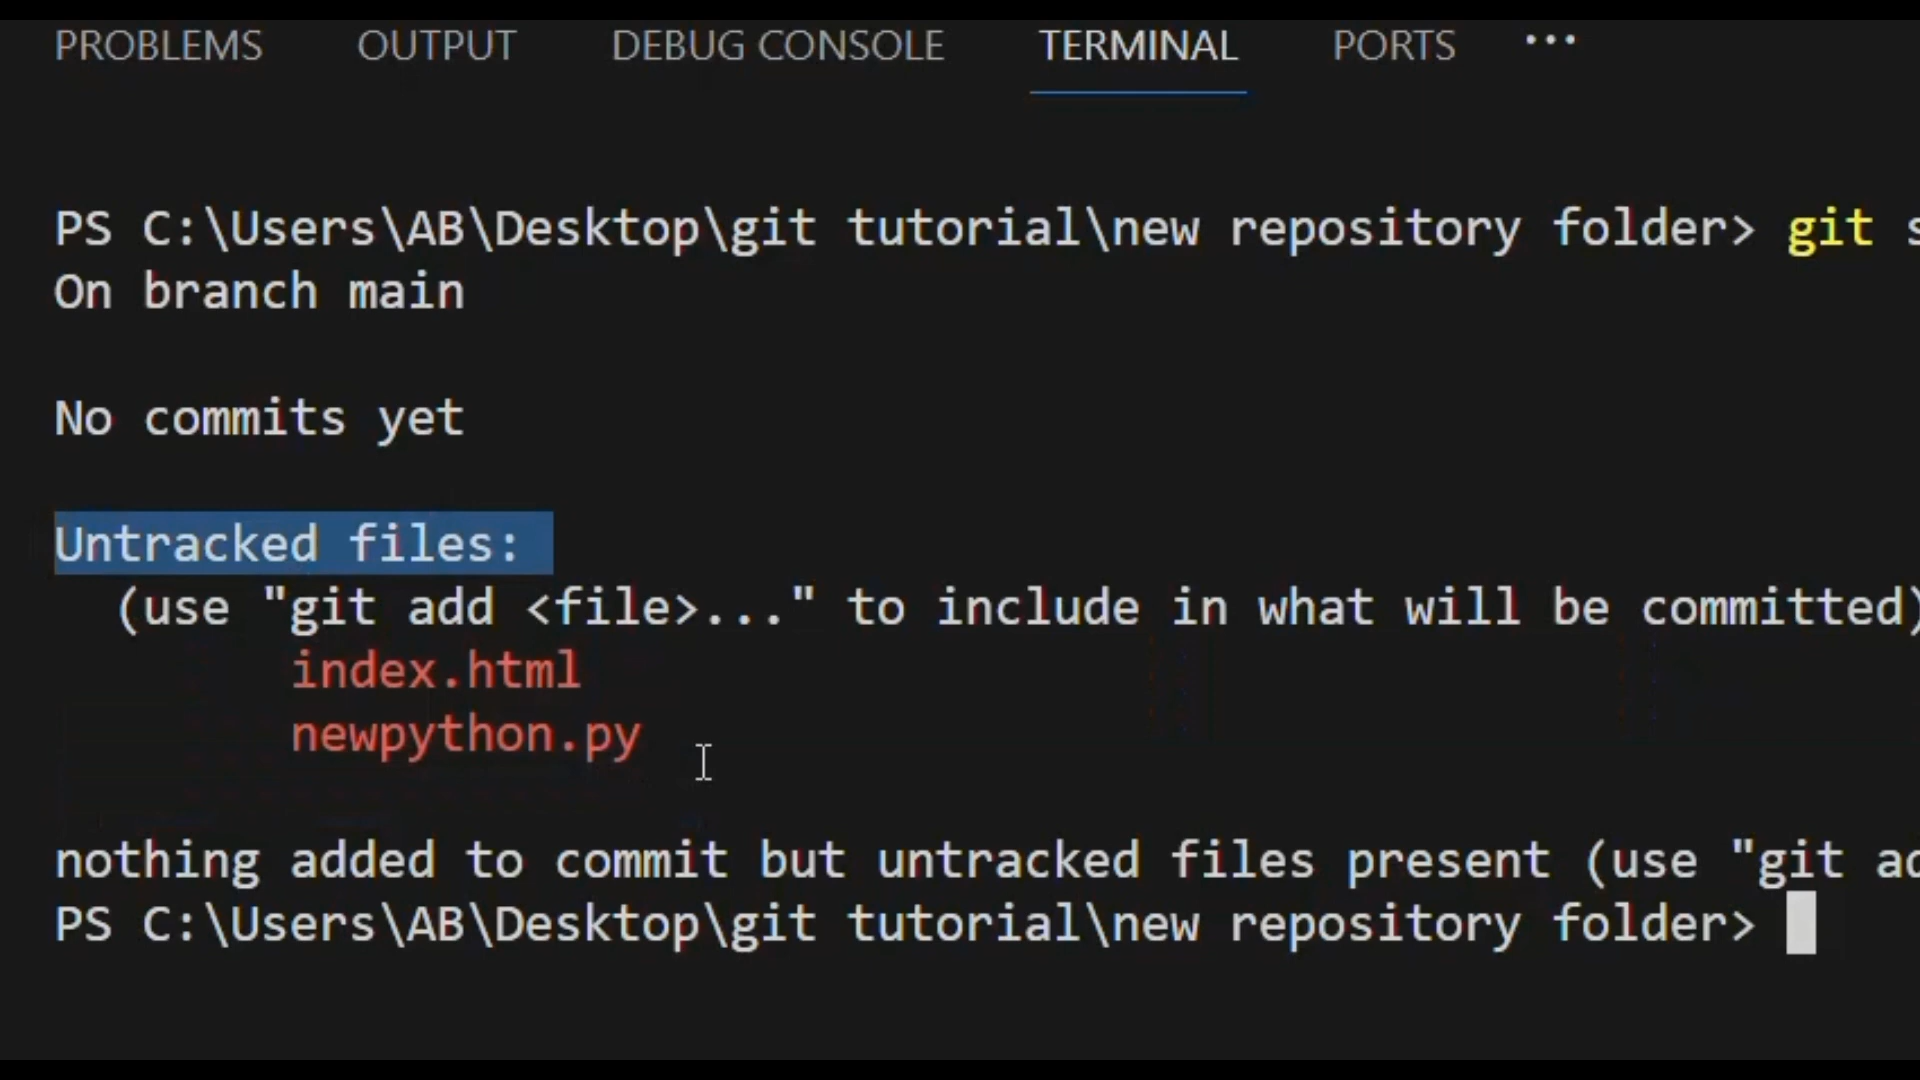 PROBLEMS OUTPUT DEBUG CONSOLE TERMINAL PORTS ...
PS C:\Users\AB\Desktop\git tutorial\new repository folder> git
On branch main
No commits yet
Untracked files:
(use "git add <file>..." to include in what will be committed)
index.html
newpython.py
nothing added to commit but untracked files present (use "git
PS C:\Users\AB\Desktop\git tutorial\new repository folder>